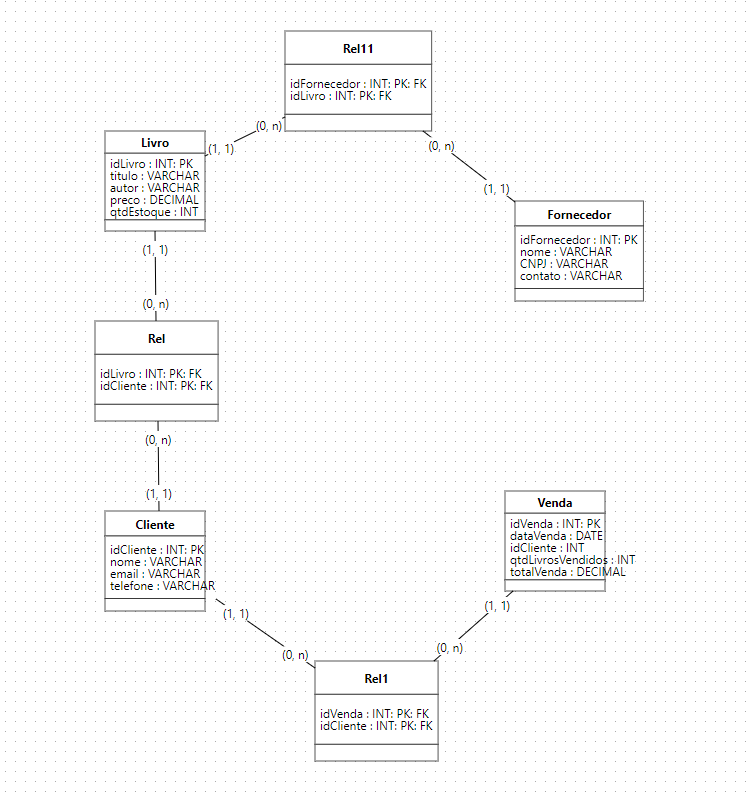 Rel11
idFornecedor : INT: PK: FK
idLivro : INT: PK: FK
(0, n)
(1, 1)
(0, n)
(1, 1)
Livro
idLivro : INT: PK
titulo : VARCHAR
autor : VARCHAR
preco : DECIMAL
qtdEstoque : INT
Fornecedor
idFornecedor : INT: PK
nome : VARCHAR
CNPJ : VARCHAR
contato : VARCHAR
(1, 1)
(0, n)
Rel
idLivro : INT: PK: FK
idCliente : INT: PK: FK
(0, n)
(1, 1)
Cliente
idCliente : INT: PK
nome : VARCHAR
email : VARCHAR
telefone : VARCHAR
Venda
idVenda : INT: PK
dataVenda : DATE
idCliente : INT
qtdLivrosVendidos : INT
totalVenda : DECIMAL
(1, 1)
(0, n)
(1, 1)
(0, n)
Rel1
idVenda : INT: PK: FK
idCliente : INT: PK: FK